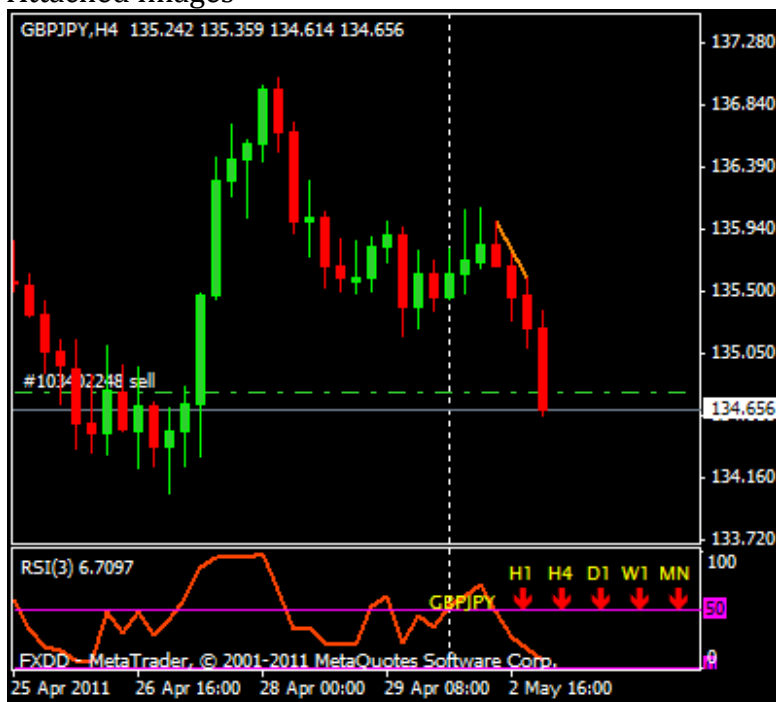 Attached Images
GBPJPY,H4 135.242 135.359 134.614 134.656
137.280
136.840
136.390
135.940
135.500
135.050
#103402248 sell
134.656
134.160
133.720
RSI(3) 6.7097
100
H1 H4 D1 W1 MN
GBPJPY
50
0
FXDD - MetaTrader, © 2001-2011 MetaQuotes Software Corp.
25 Apr 2011 26 Apr 16:00 28 Apr 00:00 29 Apr 08:00 2 May 16:00